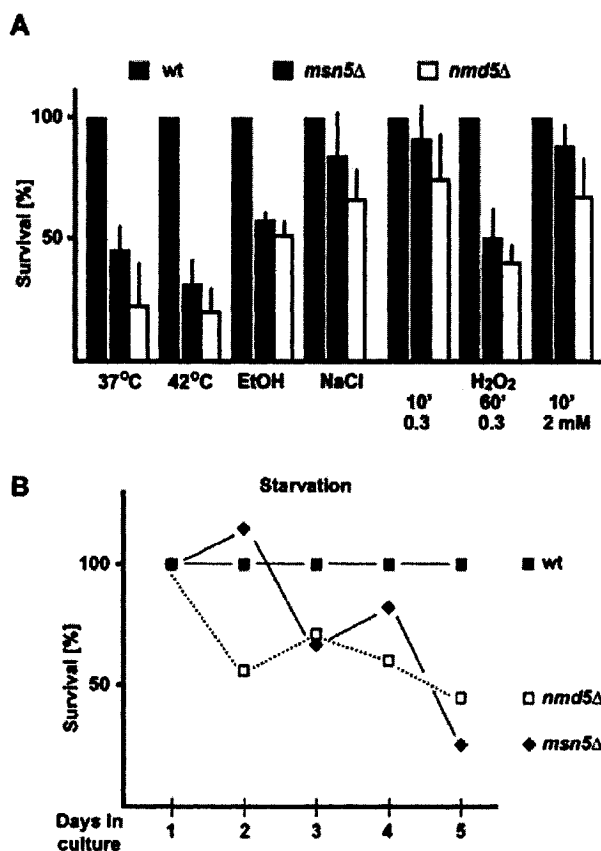 A
wt msn5Δ nmd5Δ
100
50
Survival [%]
37°C 42°C EtOH NaCl H2O2
10' 60' 10'
0.3 0.3 2 mM
B
Starvation
100
50
Survival [%]
wt
nmd5Δ
msn5Δ
Days in culture
1 2 3 4 5